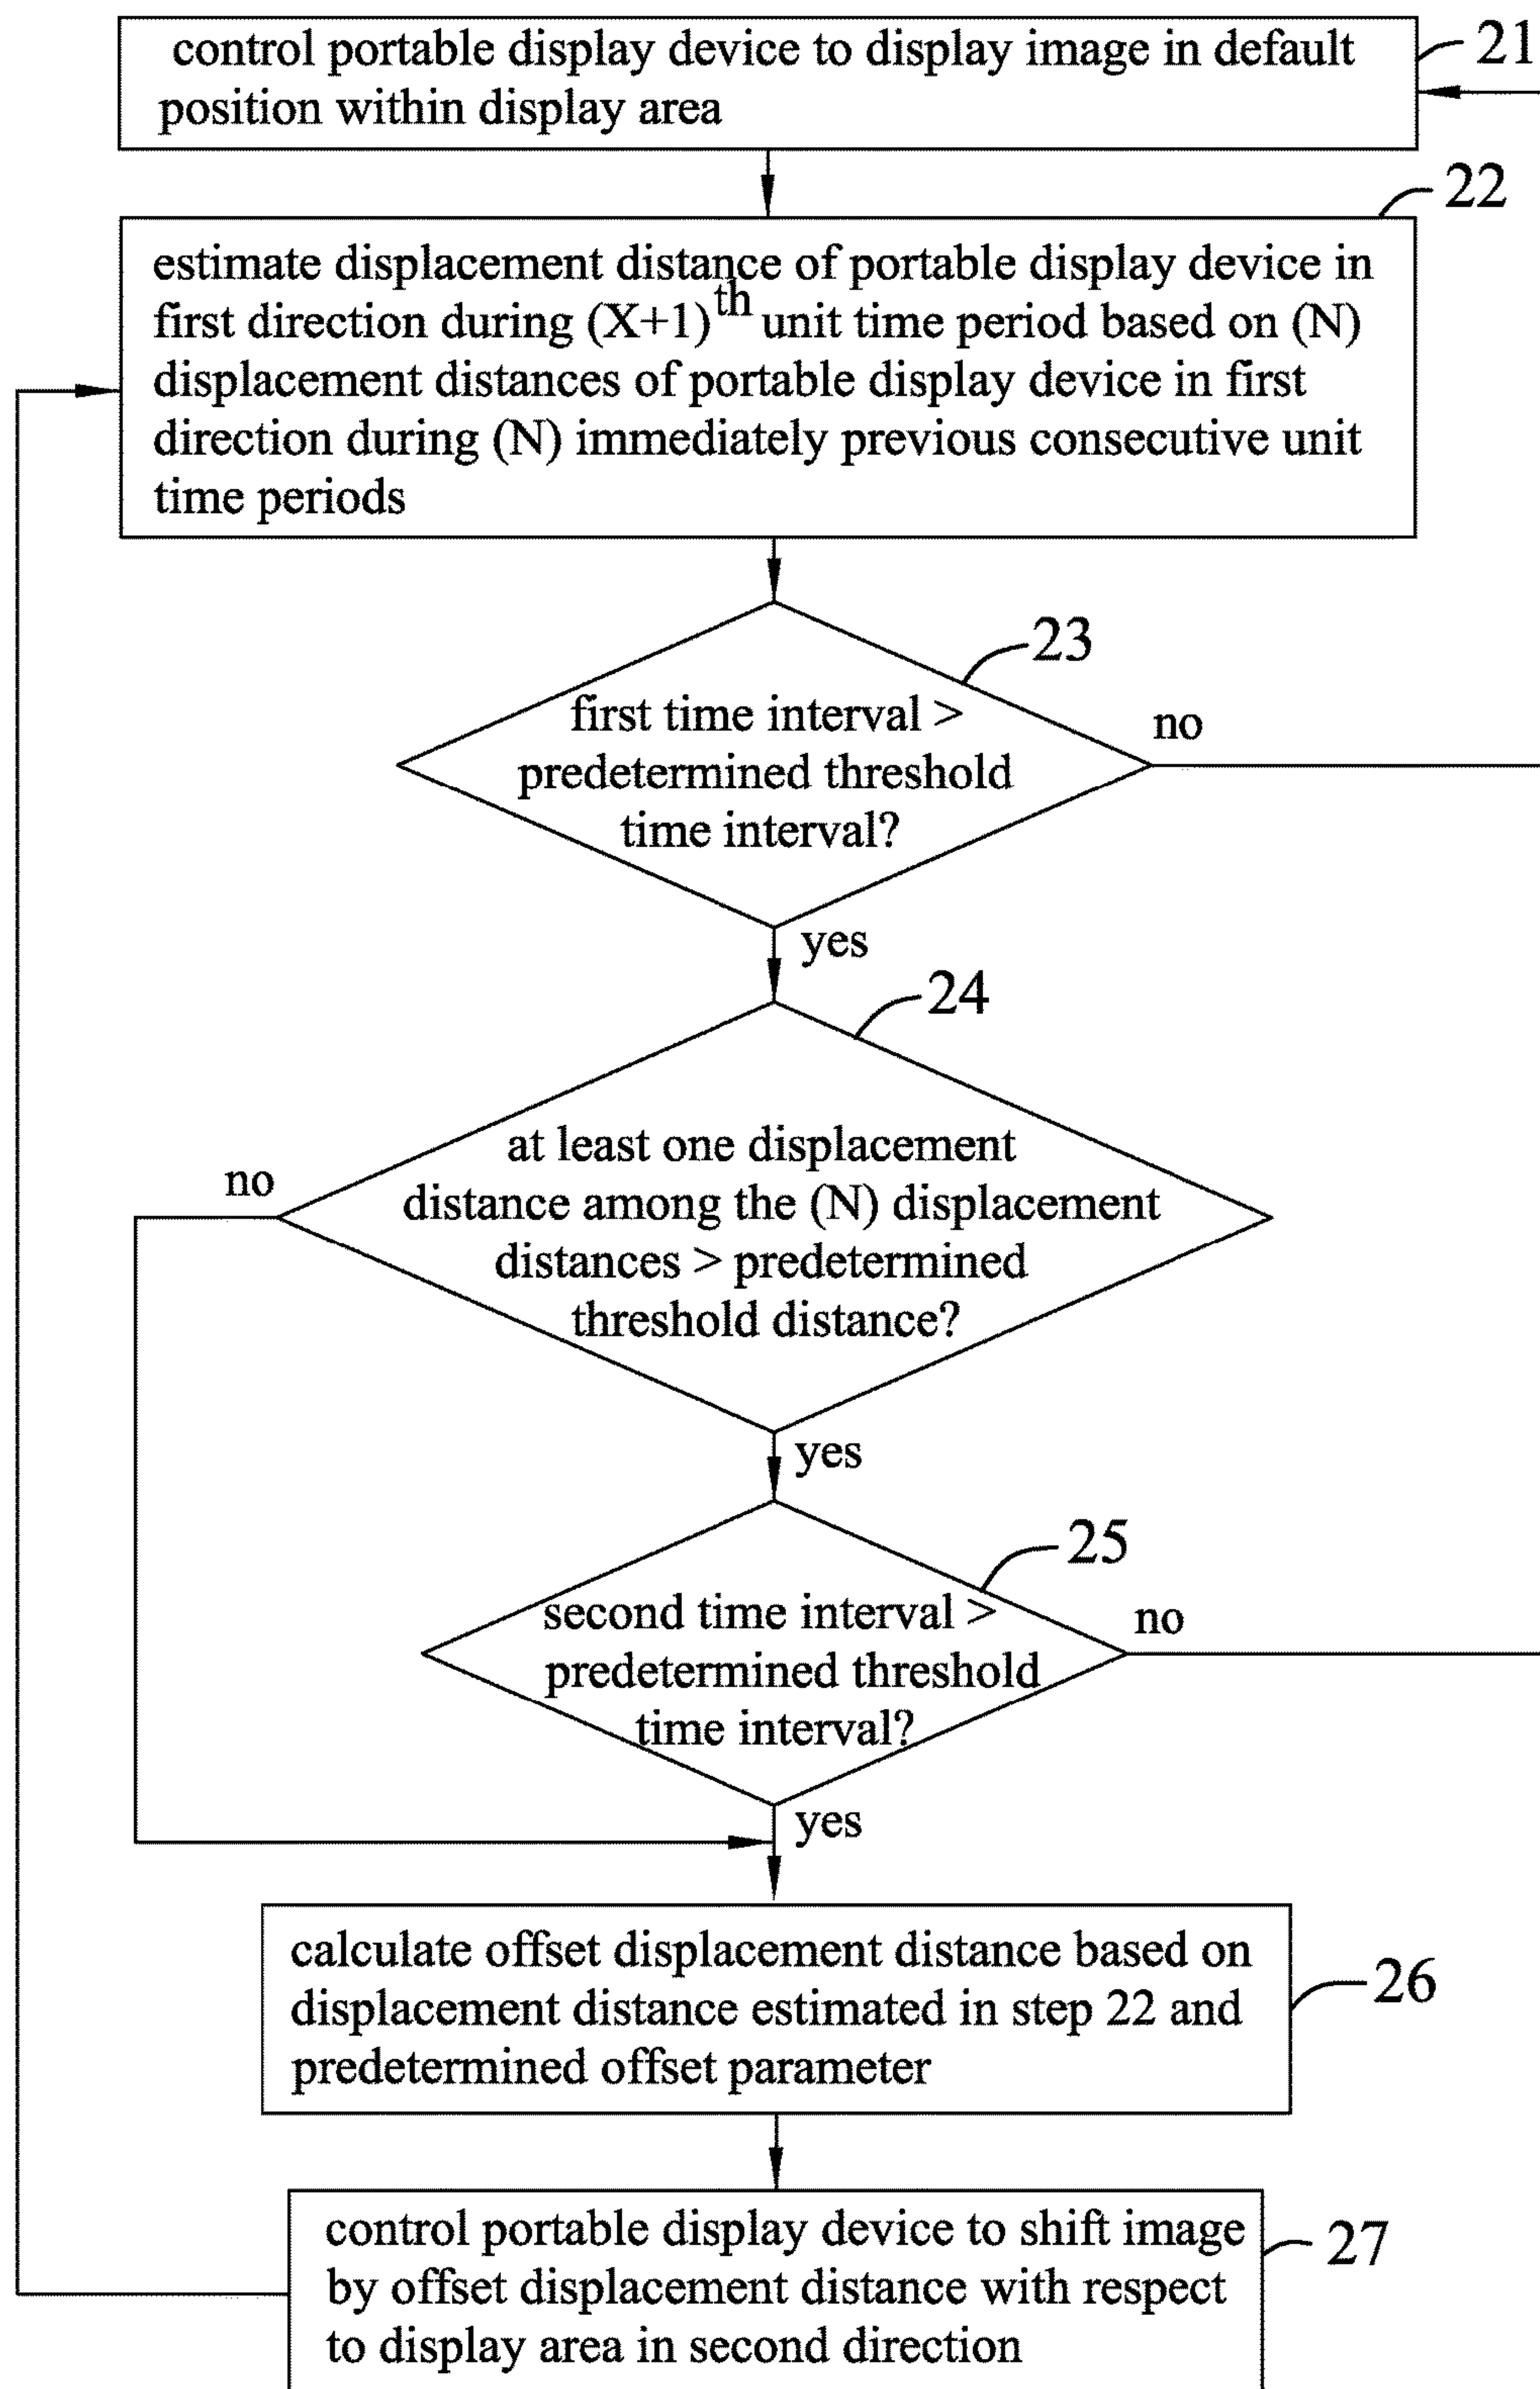 control portable display device to display image in default
position within display area
21
22
estimate displacement distance of portable display device in
first direction during (X+1)th unit time period based on (N)
displacement distances of portable display device in first
direction during (N) immediately previous consecutive unit
time periods
23
first time interval >
predetermined threshold
time interval?
no
yes
24
at least one displacement
distance among the (N) displacement
distances > predetermined
threshold distance?
no
yes
25
second time interval >
predetermined threshold
time interval?
no
yes
calculate offset displacement distance based on
displacement distance estimated in step 22 and
predetermined offset parameter
26
control portable display device to shift image
by offset displacement distance with respect
to display area in second direction
27